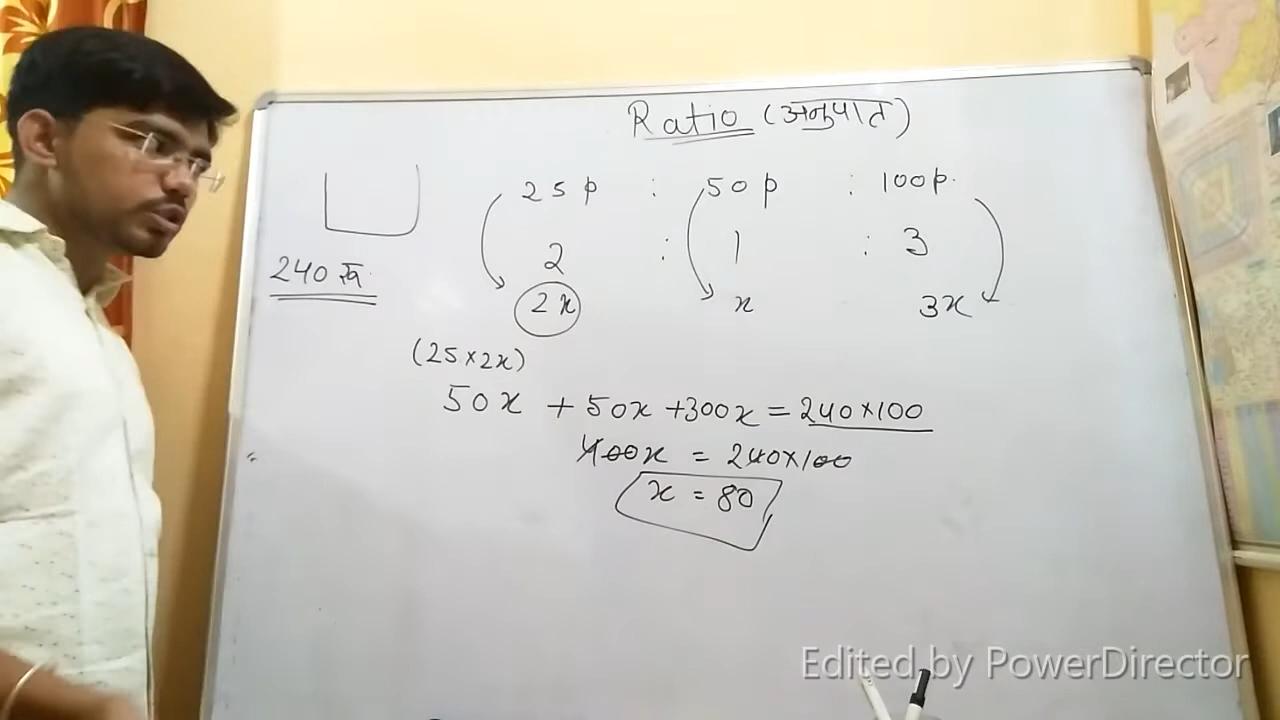 Ratio (अनुपात)
25p : 50p : 100p.
2 : 1 : 3
240 रु.
2x x 3x
(25×2x)
50x + 50x +300x = 240×100
400x = 240×100
x = 80
Edited by PowerDirector